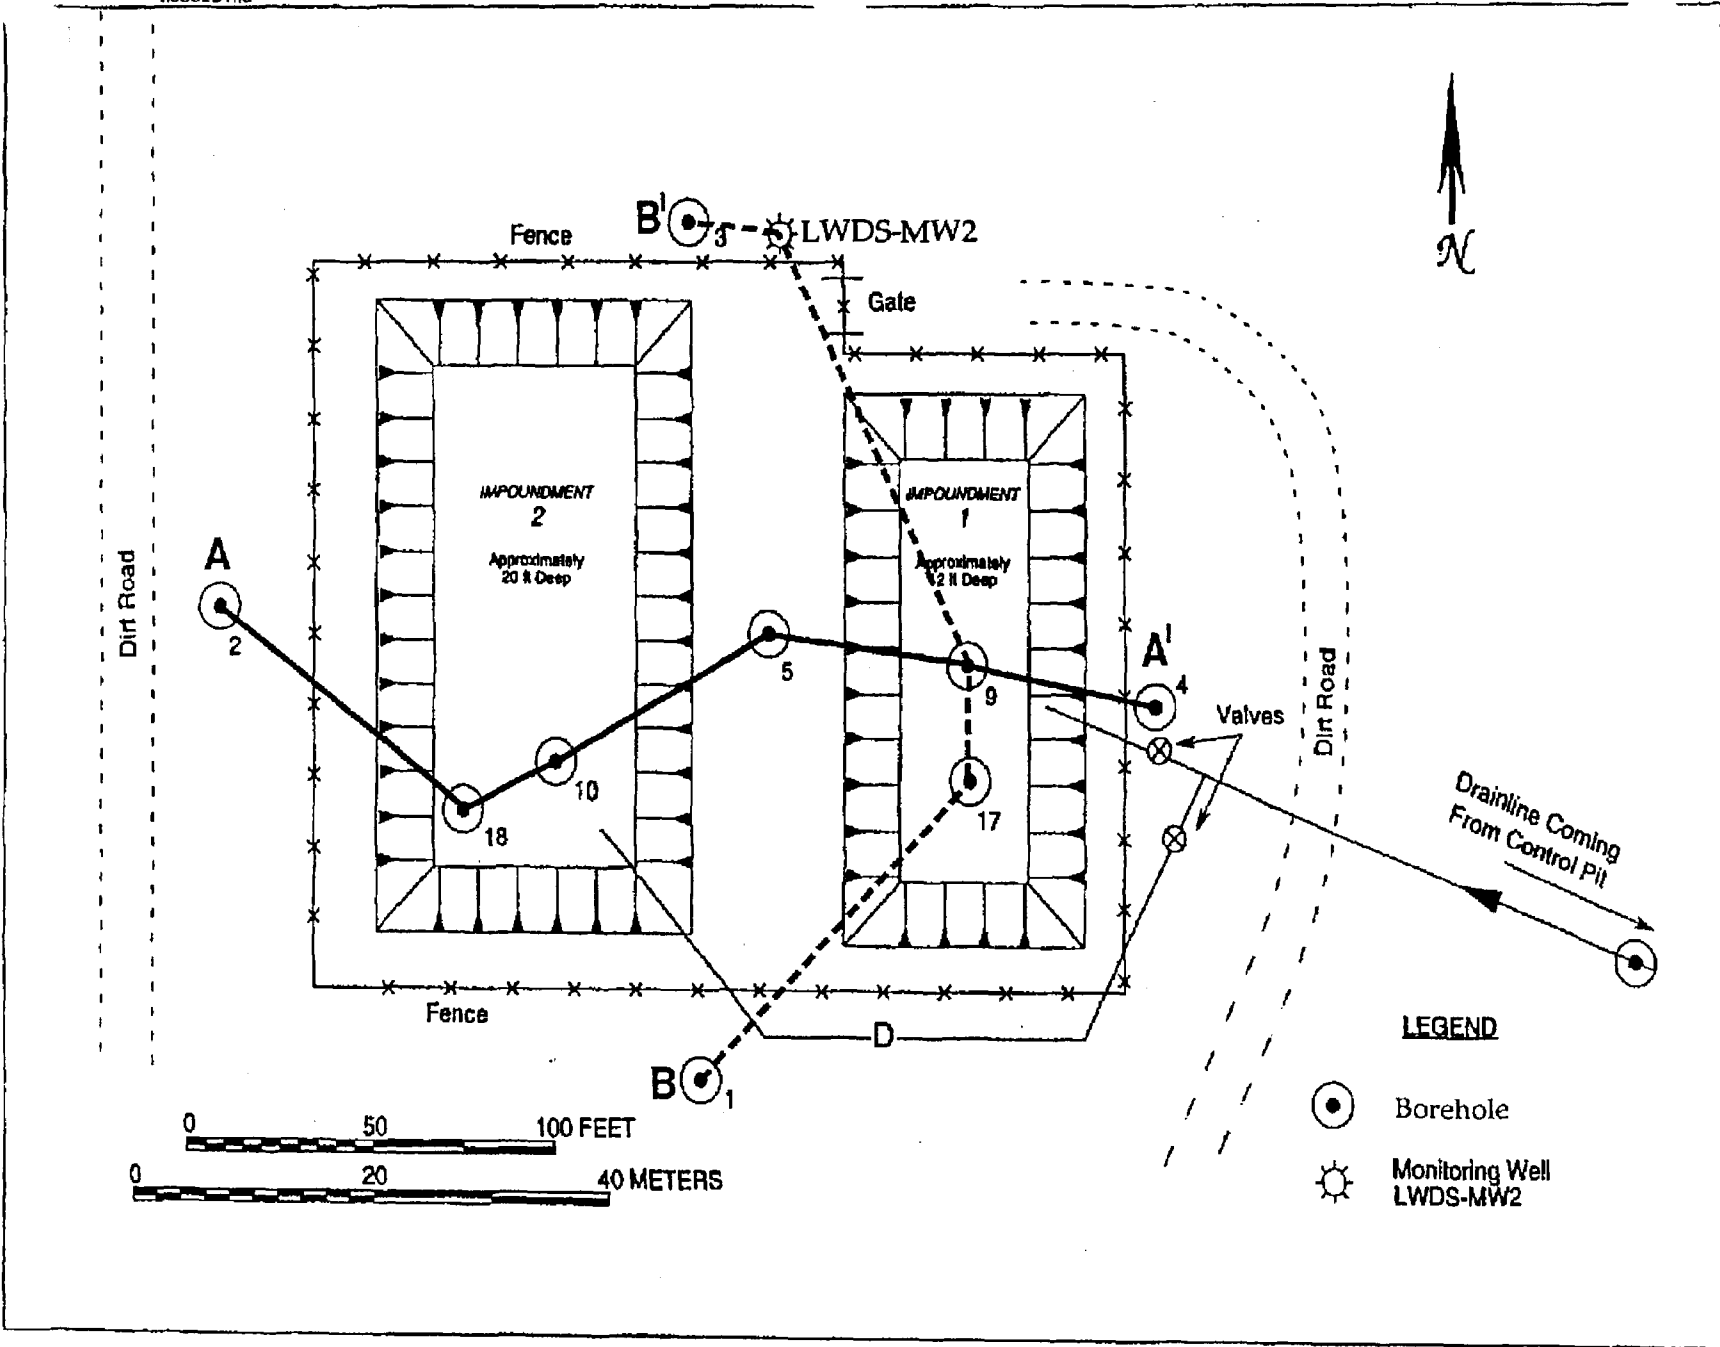 B'
3
LWDS-MW2
Fence
Gate
N
IMPOUNDMENT
2
Approximately
20 ft Deep
IMPOUNDMENT
1
Approximately
12 ft Deep
A
2
Dirt Road
5
9
A'
4
Valves
Dirt Road
10
18
17
Drainline Coming
From Control Pit
Fence
D
B
1
LEGEND
Borehole
Monitoring Well
LWDS-MW2
0 50 100 FEET
0 20 40 METERS